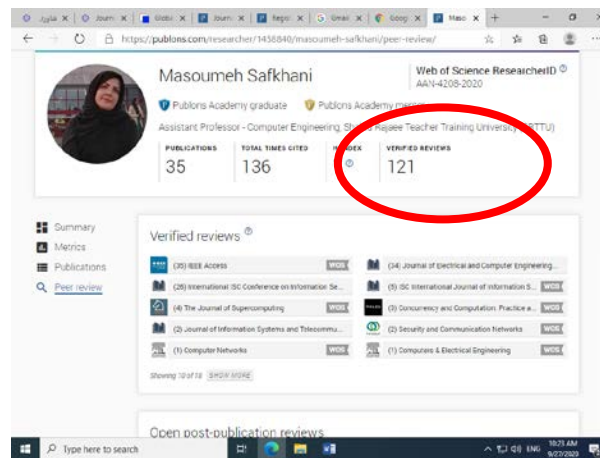 Journ
Journ
Gmail
Maso
https://publons.com/researcher/1438840/masoumeh-safkhani/peer-review/
Masoumeh Safkhani
Web of Science ResearcherID
AAN-4208-2020
Publons Academy graduate
Publons Academy mentor
Assistant Professor - Computer Engineering, Rajaee Teacher Training University
PUBLICATIONS
35
TOTAL TIMES CITED
136
VERIFIED REVIEWS
121
Summary
Metrics
Publications
Peer review
Verified reviews
(35) IEEE Access WOS
(34) Journal of Electrical and Computer Engineering...
(26) International ISC Conference on Information Se...
(5) ISC International Journal of Information S... WOS
(4) The Journal of Supercomputing WOS
(3) Concurrency and Computation: Practice a... WOS
(2) Journal of Information Systems and Telecommu...
(2) Security and Communication Networks WOS
(1) Computer Networks WOS
(1) Computers & Electrical Engineering WOS
Showing 10 of 18 SHOW MORE
Open post-publication reviews
Type here to search
ENG
10:23 AM
9/27/2020